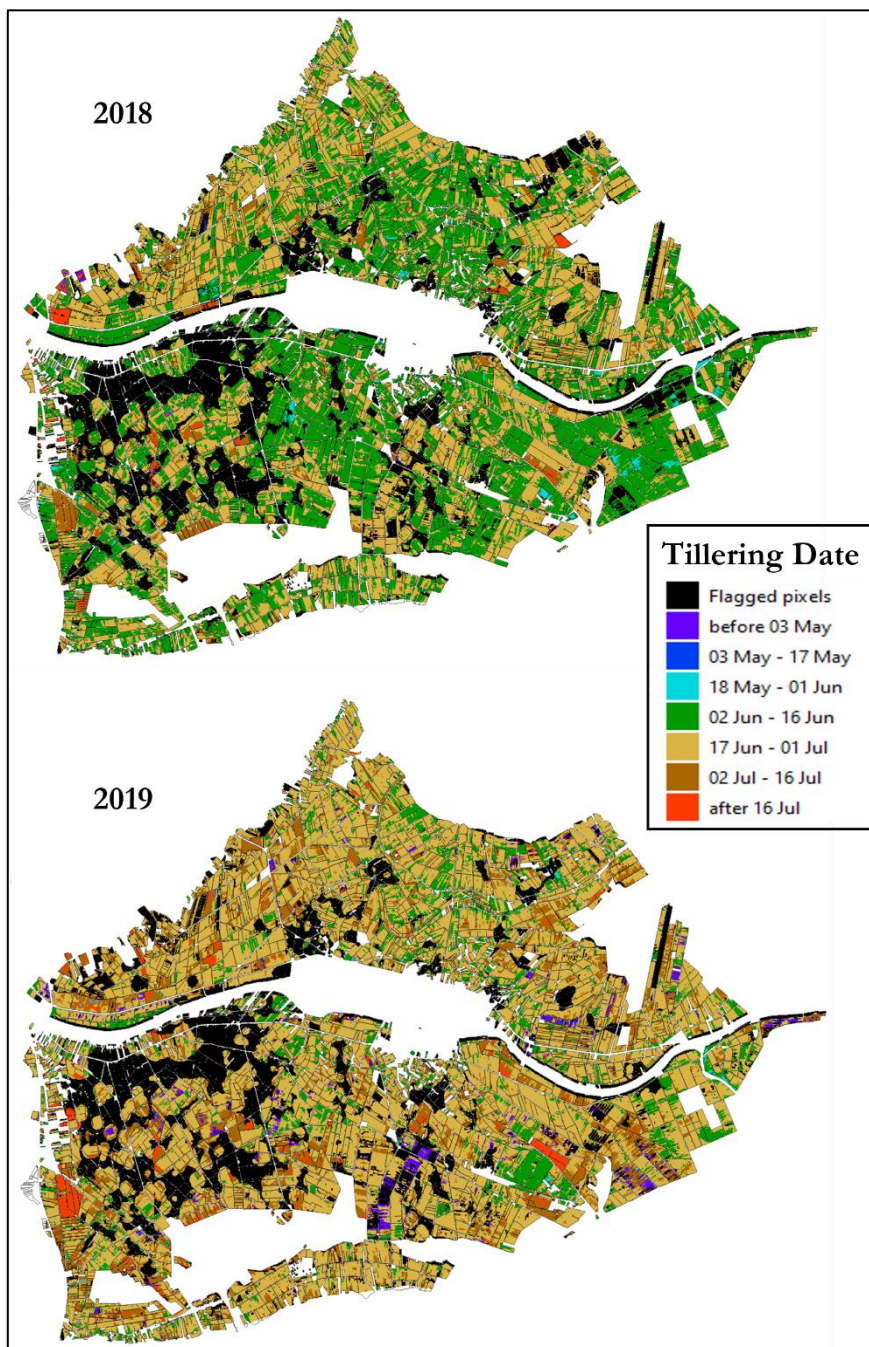 2018
Tillering Date
Flagged pixels
before 03 May
03 May - 17 May
18 May - 01 Jun
02 Jun - 16 Jun
17 Jun - 01 Jul
02 Jul - 16 Jul
after 16 Jul
2019